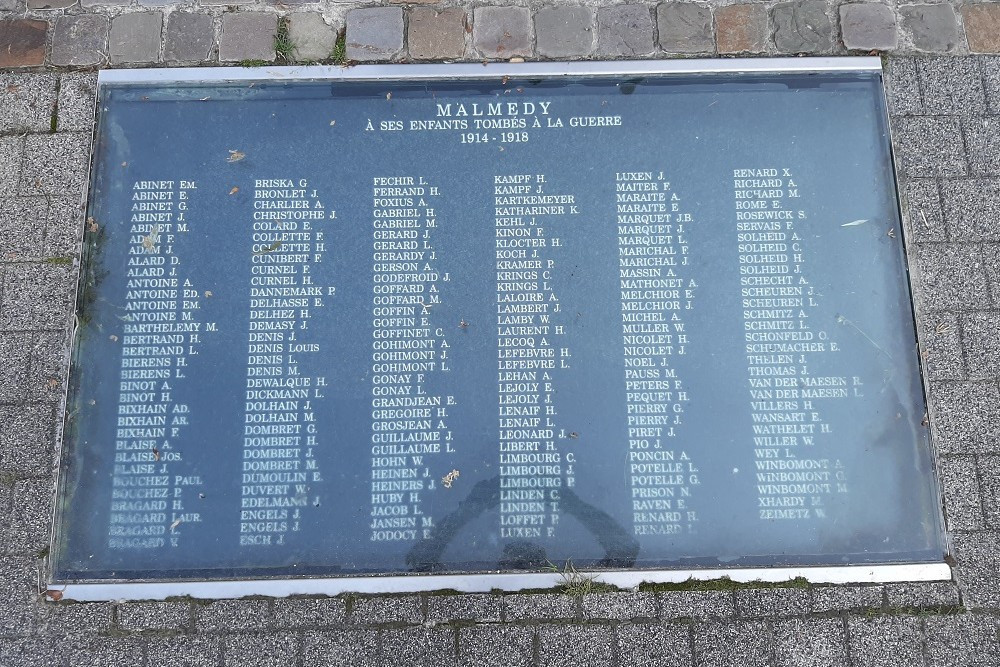 MALMEDY
À SES ENFANTS TOMBÉS À LA GUERRE
1914 - 1918
ABINET EM.
ABINET E.
ABINET G.
ABINET J.
ABINET M.
ADAM F.
ADAM J.
ALARD D.
ALARD J.
ANTOINE A.
ANTOINE ED.
ANTOINE EM.
ANTOINE M.
BARTHELEMY M.
BERTRAND H.
BERTRAND L.
BIERENS H.
BIERENS L.
BINOT A.
BINOT H.
BIXHAIN AD.
BIXHAIN AR.
BIXHAIN F.
BLAISE A.
BLAISE JOS.
BLAISE J.
BOUCHEZ PAUL
BOUCHEZ P.
BRAGARD H.
BRAGARD LAUR.
BRAGARD L.
BRAGARD V.
BRISKA G
BRONLET J.
CHARLIER A.
CHRISTOPHE J.
COLARD E.
COLLETTE F.
COLLETTE H.
CUNIBERT F.
CURNEL F.
CURNEL H.
DANNEMARK P.
DELHASSE E.
DELHEZ H.
DEMASY J.
DENIS J.
DENIS LOUIS
DENIS L.
DENIS M.
DEWALQUE H.
DICKMANN L.
DOLHAIN J.
DOLHAIN M.
DOMBRET G.
DOMBRET H.
DOMBRET J.
DOMBRET M.
DUMOULIN E.
DUVERT W.
EDELMANN J.
ENGELS J.
ENGELS J.
ESCH J.
FECHIR L.
FERRAND H.
FOXIUS A.
GABRIEL H.
GABRIEL M.
GERARD J.
GERARD L.
GERARDY J.
GERSON A.
GODEFROID J.
GOFFARD A.
GOFFARD M.
GOFFIN A.
GOFFIN E.
GOFFINET C.
GOHIMONT A.
GOHIMONT J.
GOHIMONT L.
GONAY F.
GONAY L.
GRANDJEAN E.
GREGOIRE H.
GROSJEAN A.
GUILLAUME J.
GUILLAUME L.
HOHN W.
HEINEN J.
HEINERS J.
HUBY H.
JACOB L.
JANSEN M.
JODOCY E.
KAMPF H.
KAMPF J.
KARTKEMEYER
KATHARINER K.
KEHL J.
KINON F.
KLOCTER H.
KOCH J.
KRAMER P.
KRINGS C.
KRINGS L.
LALOIRE A.
LAMBERT J.
LAMBY W.
LAURENT H.
LECOQ A.
LEFEBVRE H.
LEFEBVRE L.
LEHAN A.
LEJOLY E.
LEJOLY J.
LENAIF H.
LENAIF L.
LEONARD J.
LIBERT H.
LIMBOURG C.
LIMBOURG J.
LIMBOURG P.
LINDEN C.
LINDEN T.
LOFFET P.
LUXEN F.
LUXEN J.
MAITER F.
MARAITE A.
MARAITE E
MARQUET J.B.
MARQUET J.
MARQUET L.
MARICHAL F.
MARICHAL J.
MASSIN A.
MATHONET A.
MELCHIOR E.
MELCHIOR J.
MICHEL A.
MULLER W.
NICOLET H.
NICOLET J.
NOEL J.
PAUSS M.
PETERS F.
PEQUET H.
PIERRY G.
PIERRY J.
PIRET J.
PIO J.
PONCIN A.
POTELLE L.
POTELLE G.
PRISON N.
RAVEN E.
RENARD H.
RENARD L.
RENARD X.
RICHARD A.
RICHARD M.
ROME E.
ROSEWICK S.
SERVAIS F.
SOLHEID A.
SOLHEID C.
SOLHEID H.
SOLHEID J.
SCHECHT A.
SCHEUREN J.
SCHEUREN L.
SCHMITZ A.
SCHMITZ L.
SCHONFELD O.
SCHUMACHER E.
THELEN J.
THOMAS J.
VAN DER MAESEN R.
VAN DER MAESEN L.
VILLERS H.
WANSART E.
WATHELET H.
WILLER W.
WEY L.
WINBOMONT A.
WINBOMONT G.
WINBOMONT M.
XHARDY M.
ZEIMETZ W.